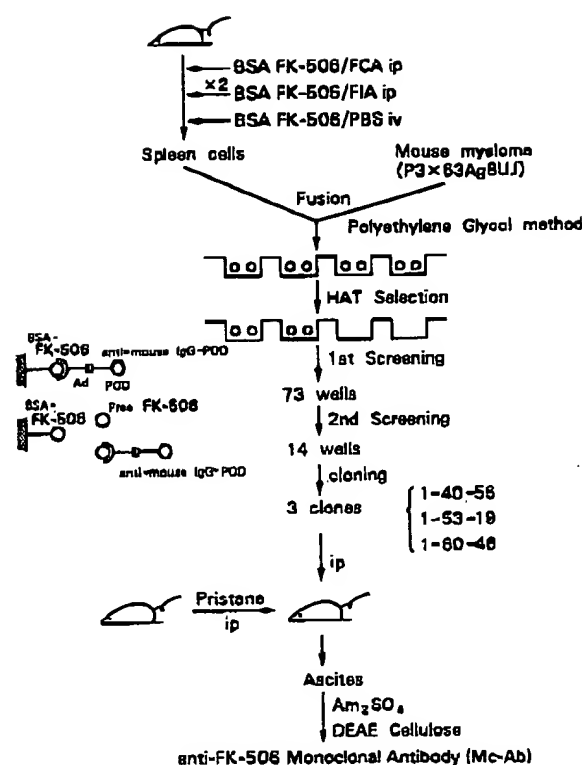 BSA FK-506/FCA ip
×2 BSA FK-506/FIA ip
BSA FK-506/PBS iv
Spleen cells
Mouse myeloma
(P3×63Ag8U.1)
Fusion
Polyethylene Glycol method
HAT Selection
1st Screening
BSA-
FK-506
anti-mouse IgG-POD
Ad
POD
73 wells
2nd Screening
BSA-
FK-506
Free FK-506
anti-mouse IgG-POD
14 wells
cloning
3 clones
1-40-56
1-53-19
1-60-46
ip
Pristane
ip
Ascites
Am₂SO₄
DEAE Cellulose
anti-FK-506 Monoclonal Antibody (Mc-Ab)